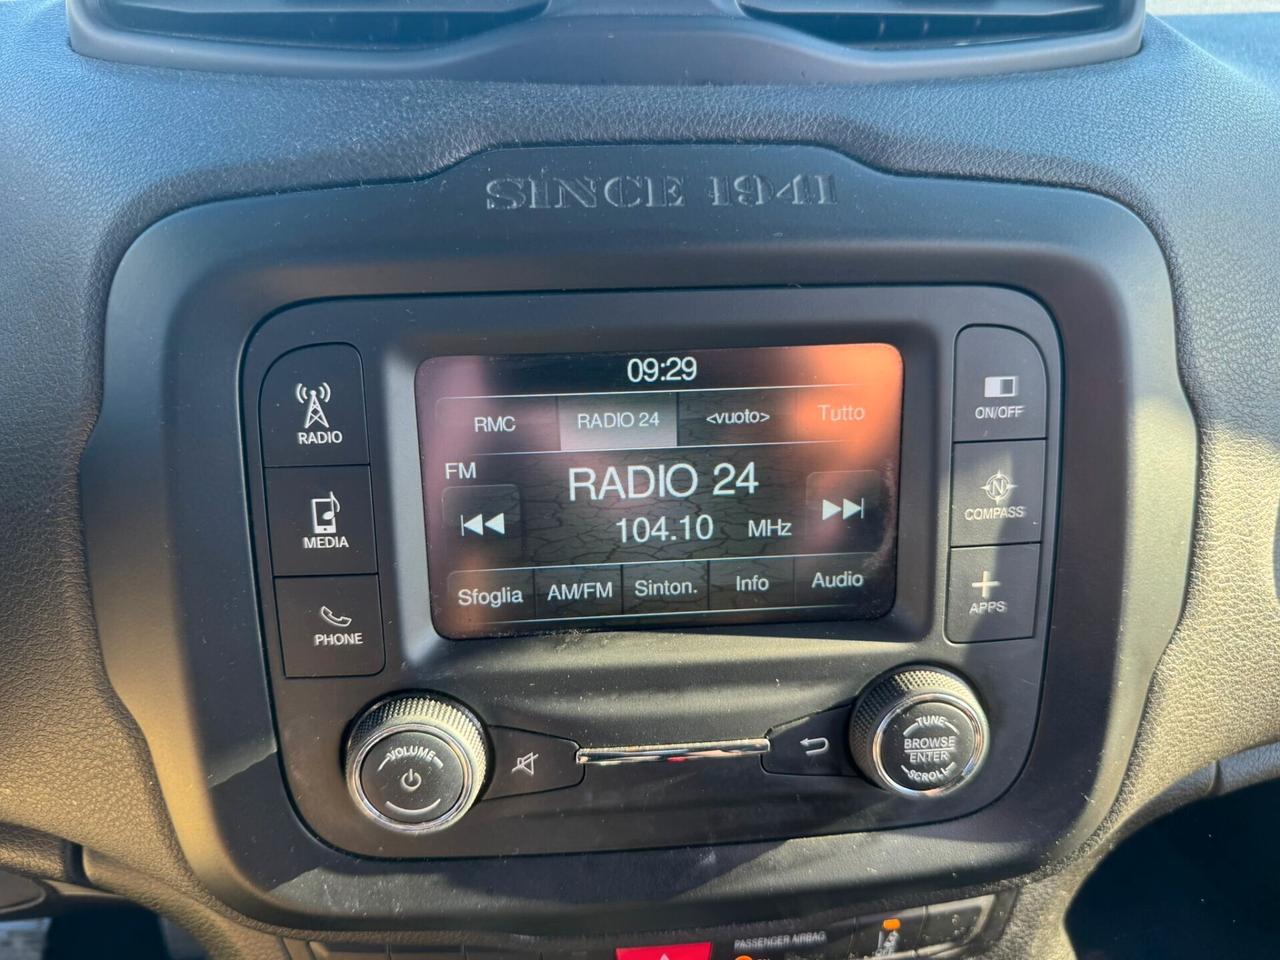 SINCE 1941
09:29
RMC RADIO 24 <vuoto> Tutto
FM
RADIO 24
104.10 MHz
Sfoglia AM/FM Sinton. Info Audio
RADIO
MEDIA
PHONE
ON/OFF
N
COMPASS
APPS
VOLUME
TUNE
BROWSE
ENTER
SCROLL
PASSENGER AIRBAG